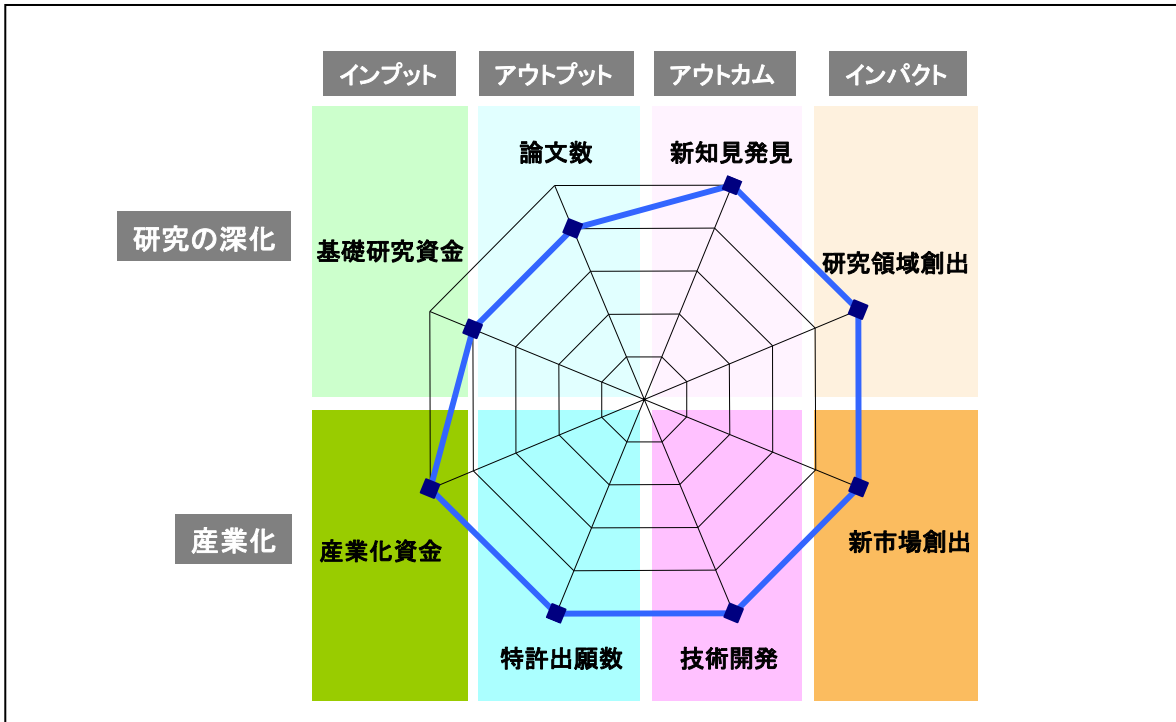 インプット
アウトプット
アウトカム
インパクト
論文数
新知見発見
研究の深化
基礎研究資金
研究領域創出
産業化
産業化資金
新市場創出
特許出願数
技術開発